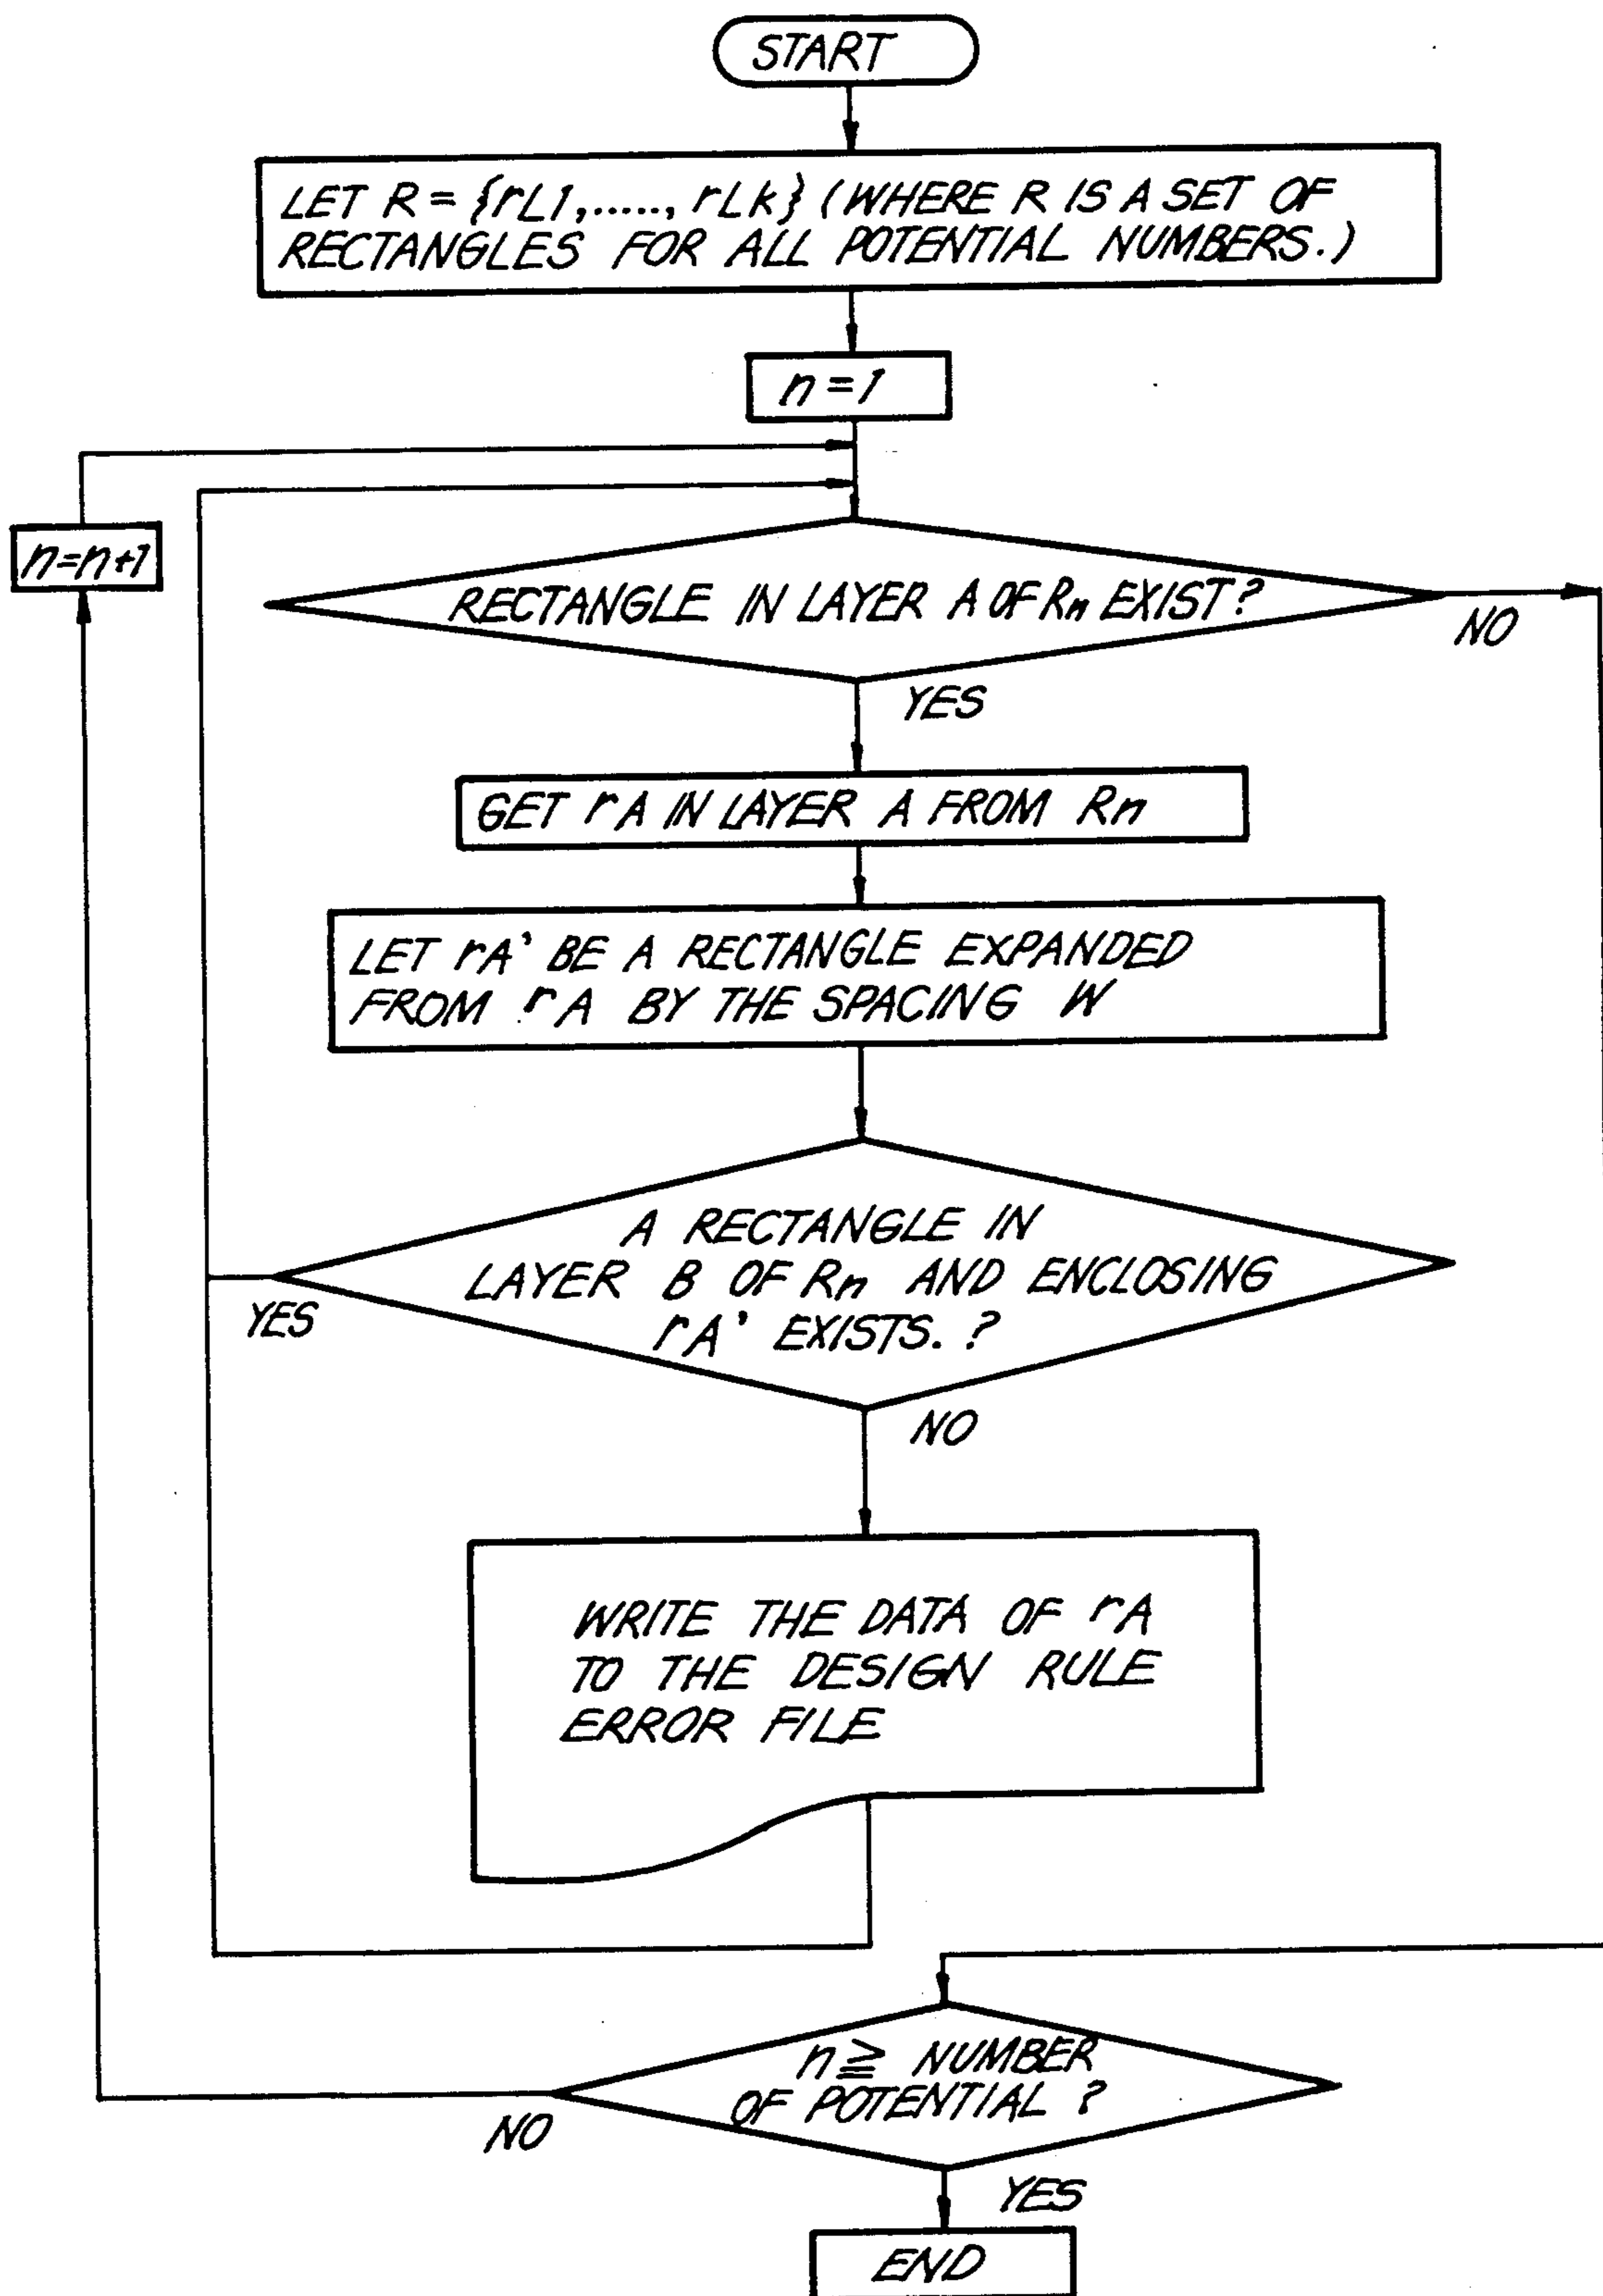 START
LET R = {rL1,....., rLk} (WHERE R IS A SET OF
RECTANGLES FOR ALL POTENTIAL NUMBERS.)
n=1
n=n+1
RECTANGLE IN LAYER A OF Rn EXIST?
NO
YES
GET rA IN LAYER A FROM Rn
LET rA' BE A RECTANGLE EXPANDED
FROM rA BY THE SPACING W
A RECTANGLE IN
LAYER B OF Rn AND ENCLOSING
rA' EXISTS. ?
YES
NO
WRITE THE DATA OF rA
TO THE DESIGN RULE
ERROR FILE
n≧ NUMBER
OF POTENTIAL ?
NO
YES
END